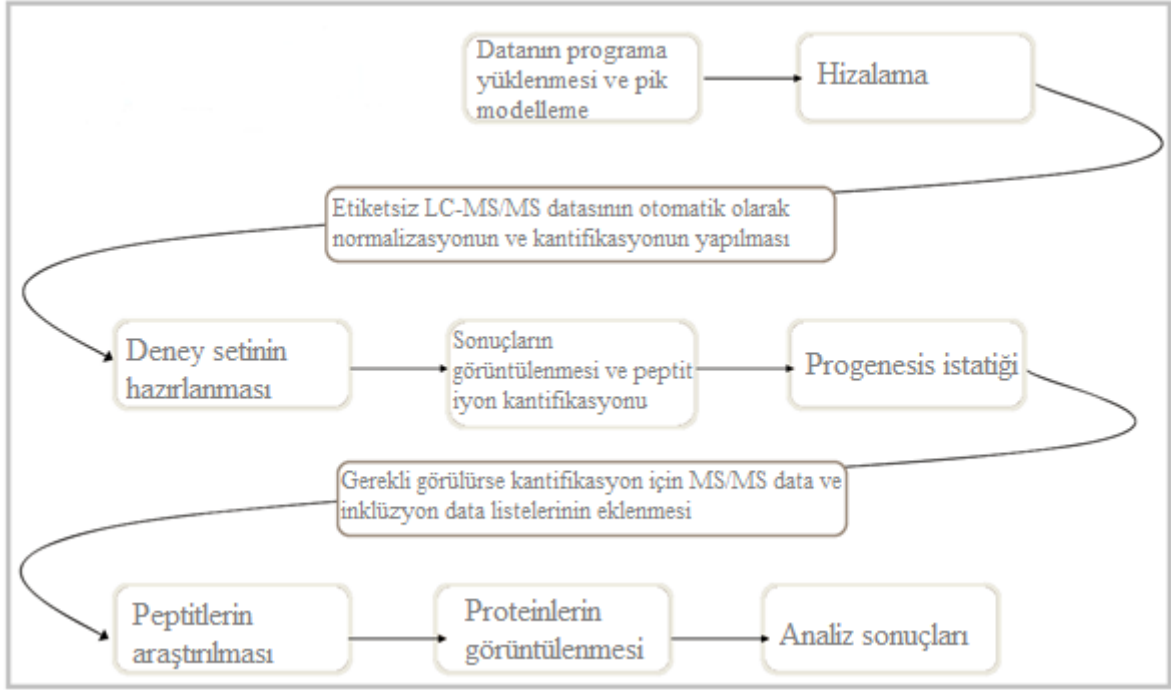 Datanın programa
yüklenmesi ve pik
modelleme
Hizalama
Etiketsiz LC-MS/MS datasının otomatik olarak
normalizasyonun ve kantifikasyonun yapılması
Deney setinin
hazırlanması
Sonuçların
görüntülenmesi ve peptit
iyon kantifikasyonu
Progenesis istatiği
Gerekli görülürse kantifikasyon için MS/MS data ve
inklüzyon data listelerinin eklenmesi
Peptitlerin
araştırılması
Proteinlerin
görüntülenmesi
Analiz sonuçları